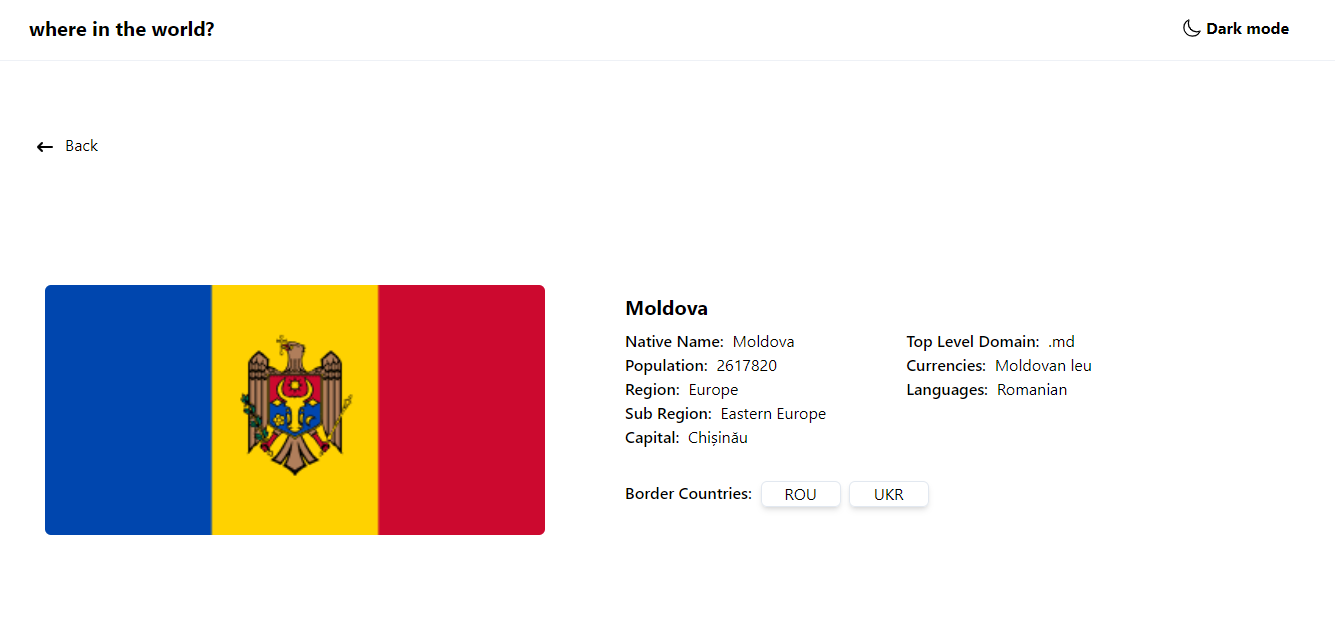 where in the world?
Dark mode
Back
Moldova
Native Name: Moldova
Population: 2617820
Region: Europe
Sub Region: Eastern Europe
Capital: Chișinău
Top Level Domain: .md
Currencies: Moldovan leu
Languages: Romanian
Border Countries: ROU UKR